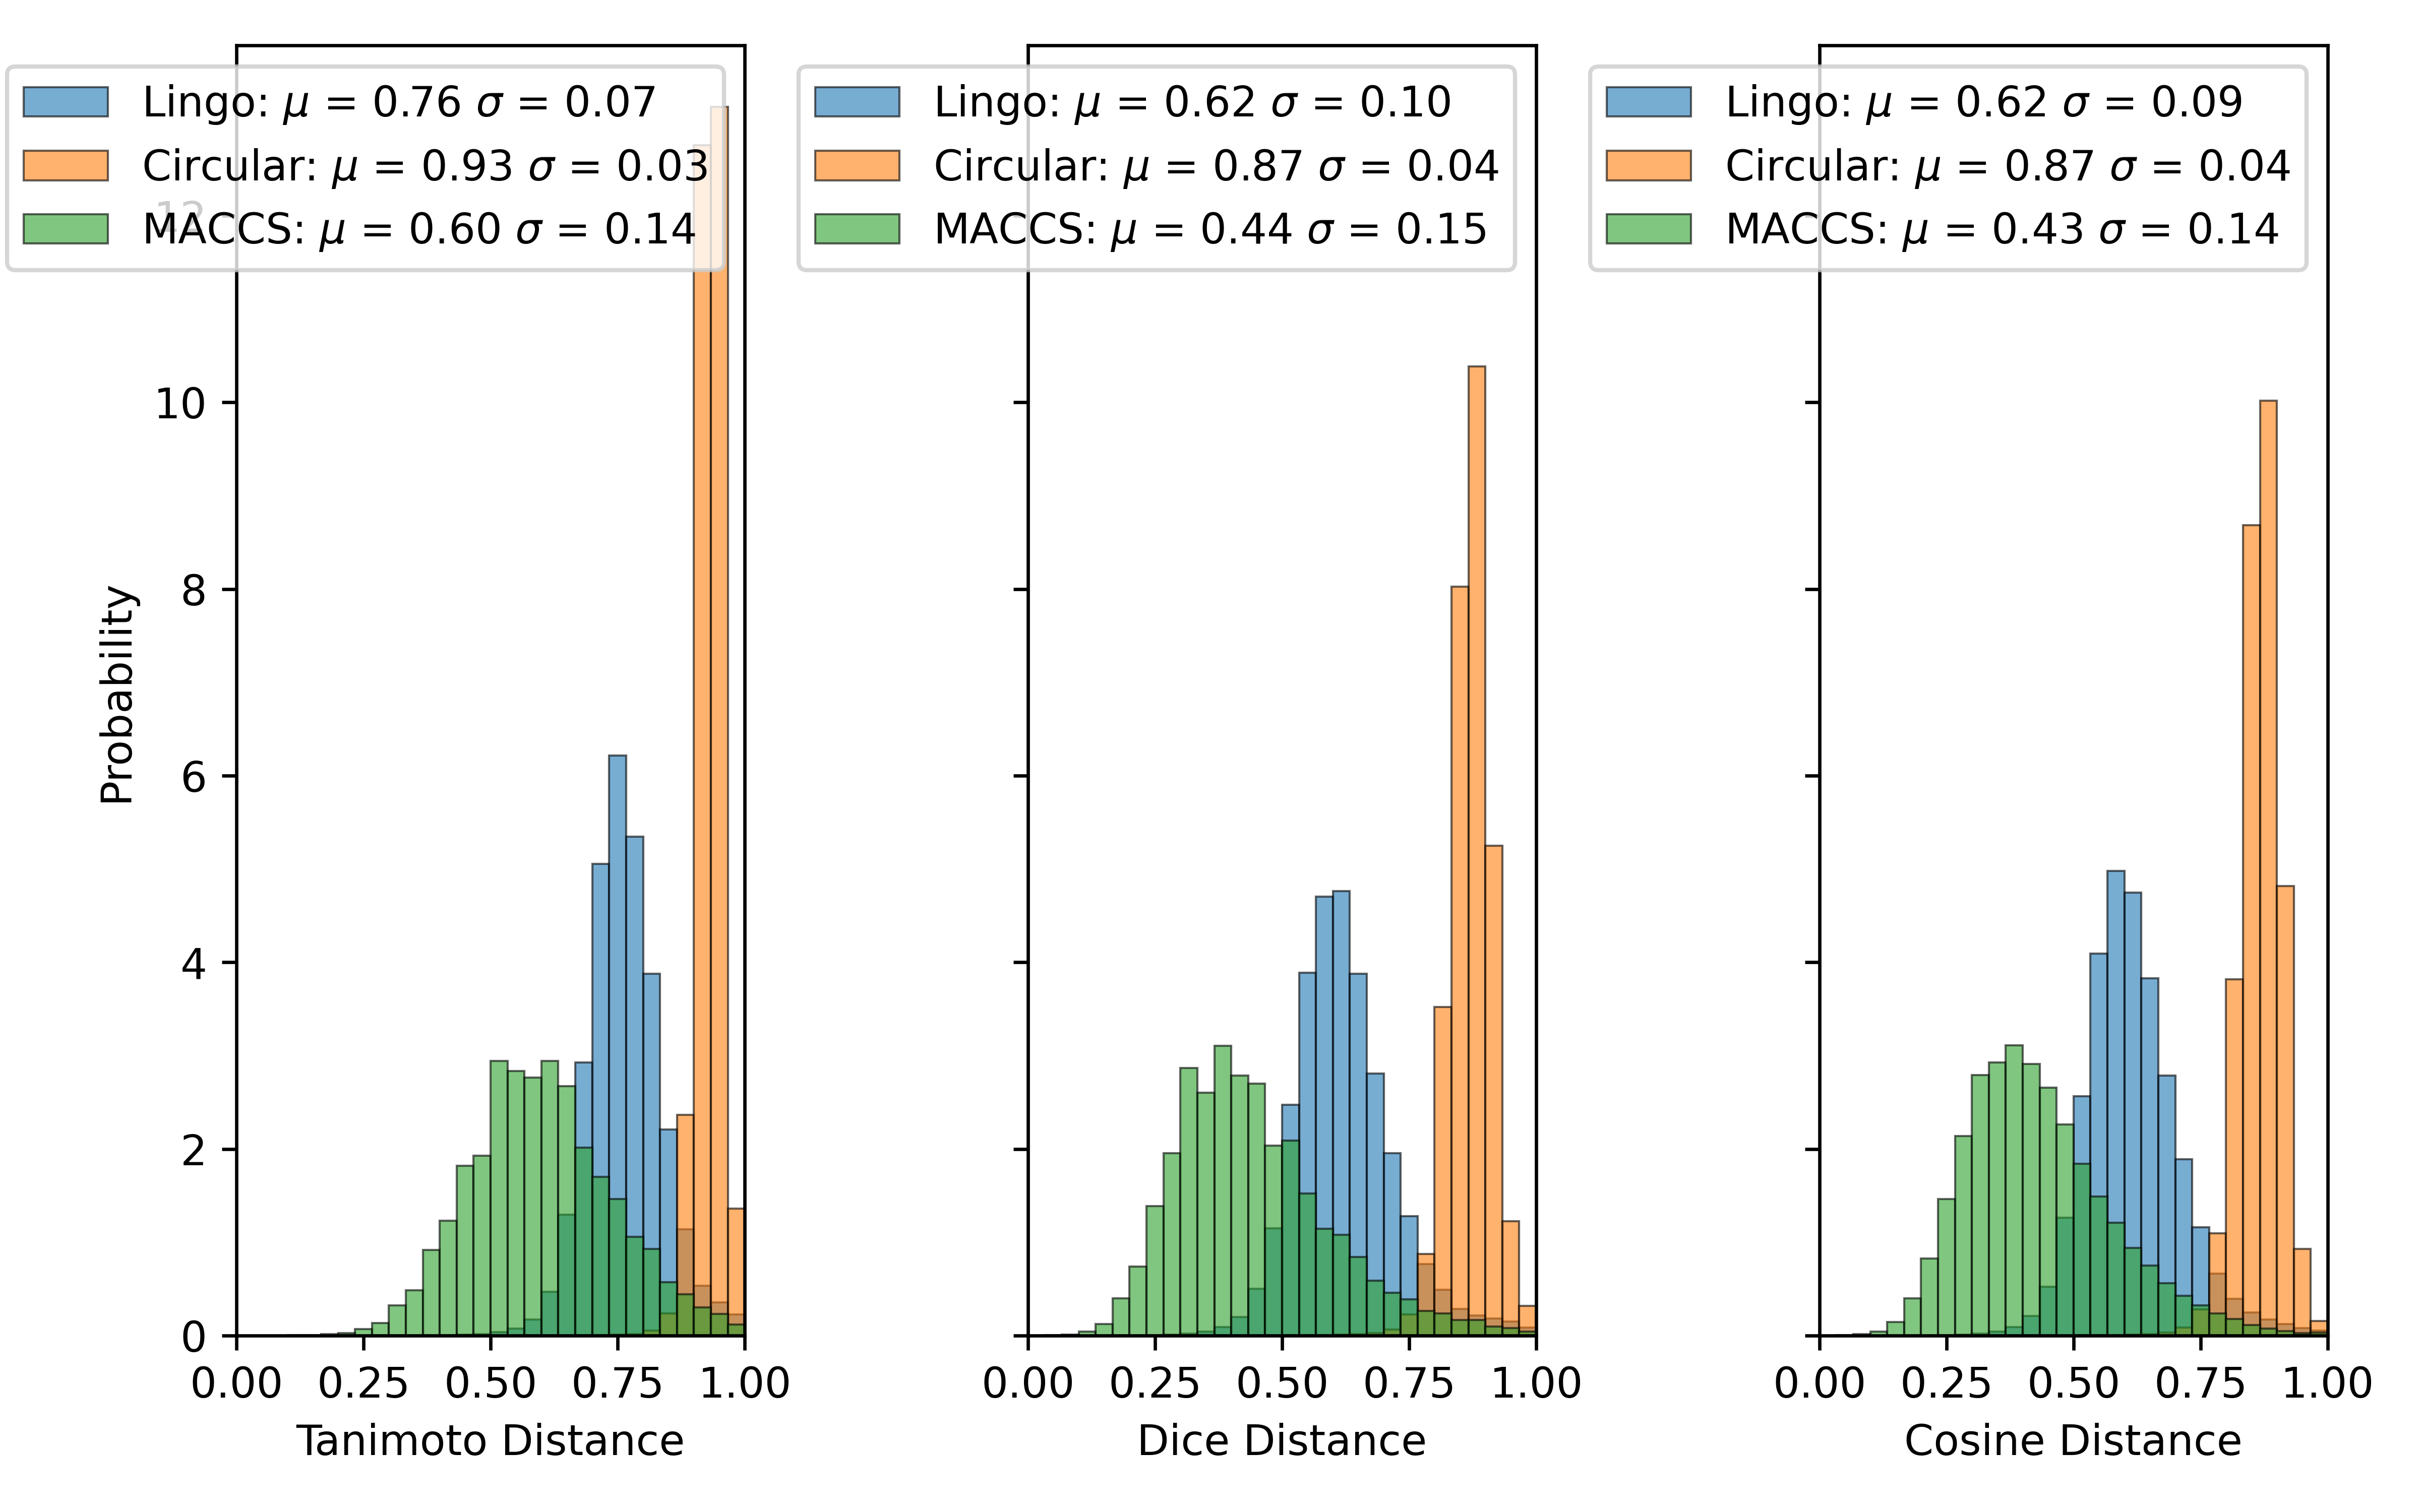 Lingo: μ = 0.76 σ = 0.07
Circular: μ = 0.93 σ = 0.03
MACCS: μ = 0.60 σ = 0.14
Lingo: μ = 0.62 σ = 0.10
Circular: μ = 0.87 σ = 0.04
MACCS: μ = 0.44 σ = 0.15
Lingo: μ = 0.62 σ = 0.09
Circular: μ = 0.87 σ = 0.04
MACCS: μ = 0.43 σ = 0.14
Probability
12
10
8
6
4
2
0
0.00 0.25 0.50 0.75 1.00
Tanimoto Distance
0.00 0.25 0.50 0.75 1.00
Dice Distance
0.00 0.25 0.50 0.75 1.00
Cosine Distance